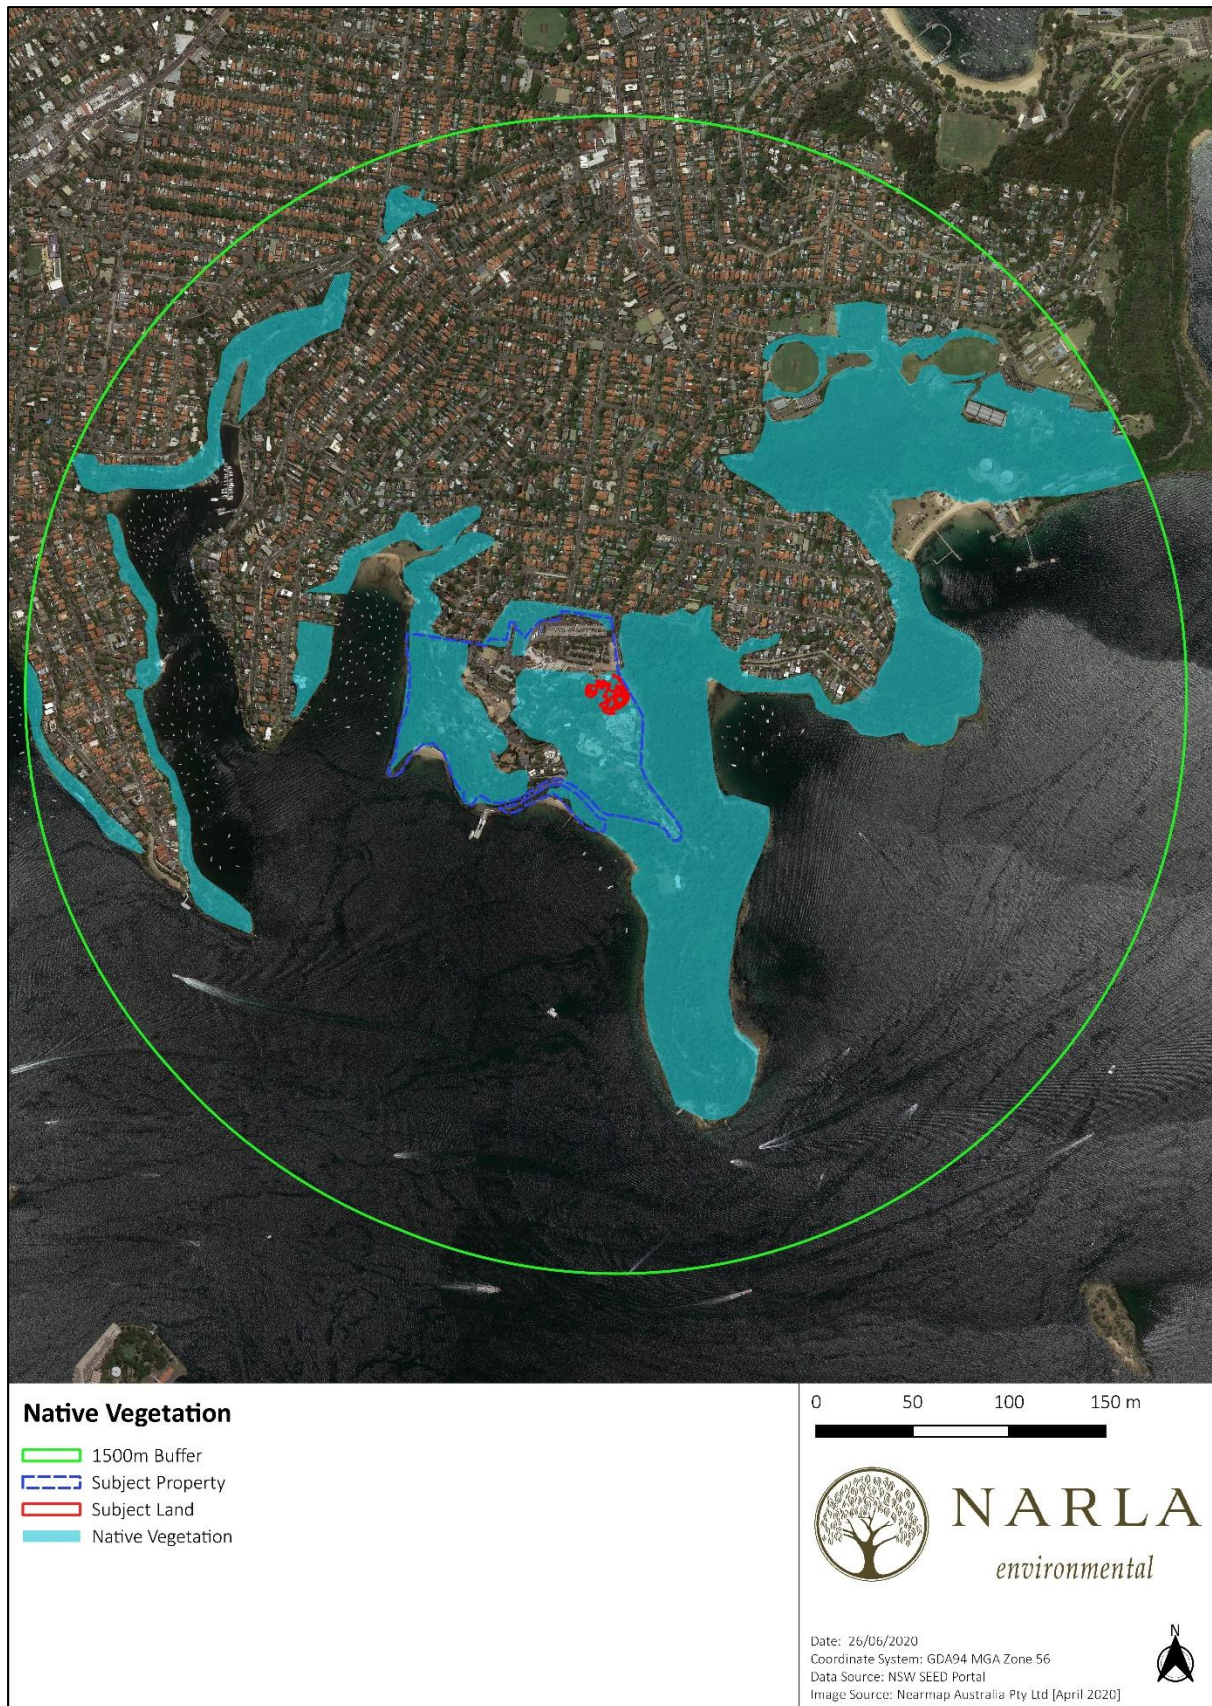 Native Vegetation
1500m Buffer
Subject Property
Subject Land
Native Vegetation
0 50 100 150 m
NARLA
environmental
Date: 26/06/2020
Coordinate System: GDA94 MGA Zone 56
Data Source: NSW SEED Portal
Image Source: Nearmap Australia Pty Ltd [April 2020]
N